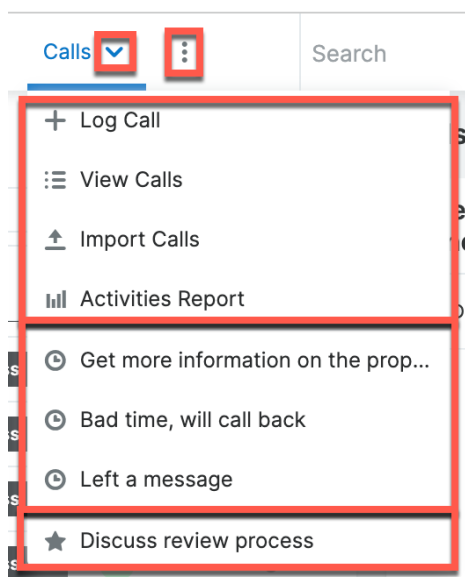 Calls
Search
Log Call
View Calls
Import Calls
Activities Report
Get more information on the prop...
Bad time, will call back
Left a message
Discuss review process